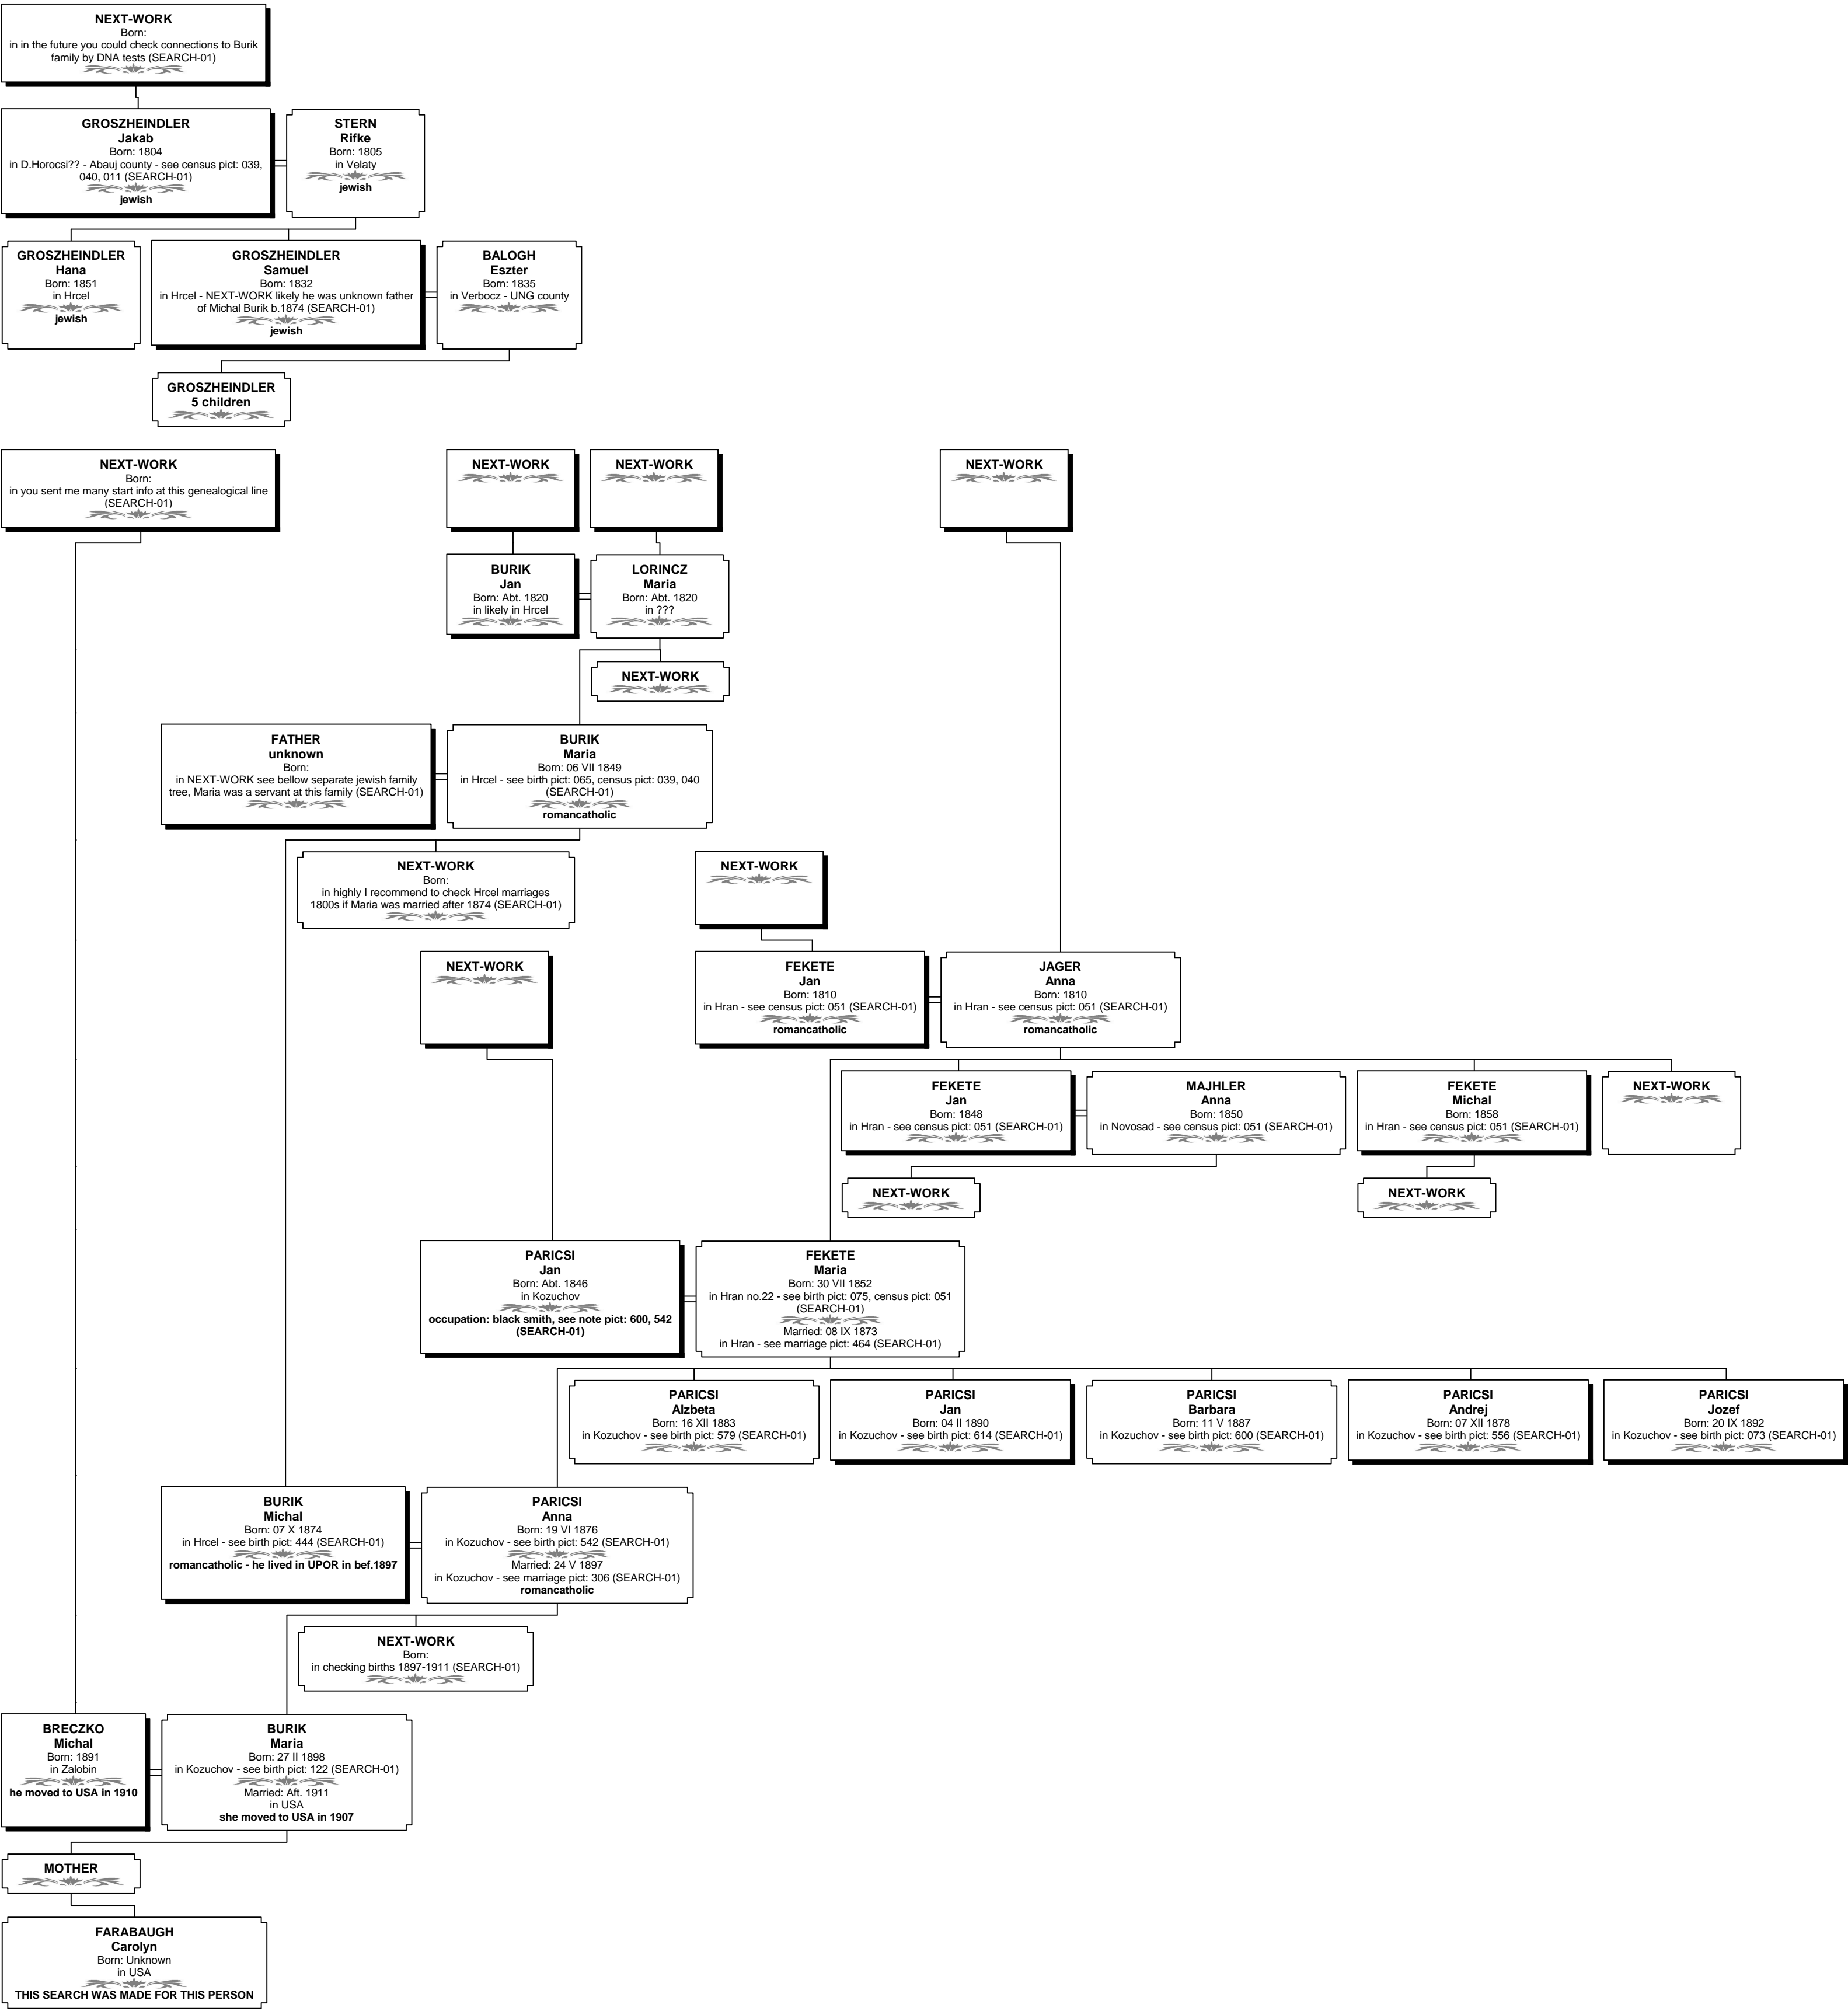 NEXT-WORK
Born:
in in the future you could check connections to Burik
family by DNA tests (SEARCH-01)
GROSZHEINDLER
Jakab
Born: 1804
in D.Horocsi?? - Abauj county - see census pict: 039,
040, 011 (SEARCH-01)
jewish
STERN
Rifke
Born: 1805
in Velaty
jewish
GROSZHEINDLER
Hana
Born: 1851
in Hrcel
jewish
GROSZHEINDLER
Samuel
Born: 1832
in Hrcel - NEXT-WORK likely he was unknown father
of Michal Burik b.1874 (SEARCH-01)
jewish
BALOGH
Eszter
Born: 1835
in Verbocz - UNG county
GROSZHEINDLER
5 children
NEXT-WORK
Born:
in you sent me many start info at this genealogical line
(SEARCH-01)
NEXT-WORK
NEXT-WORK
NEXT-WORK
BURIK
Jan
Born: Abt. 1820
in likely in Hrcel
LORINCZ
Maria
Born: Abt. 1820
in ???
NEXT-WORK
FATHER
unknown
Born:
in NEXT-WORK see bellow separate jewish family
tree, Maria was a servant at this family (SEARCH-01)
BURIK
Maria
Born: 06 VII 1849
in Hrcel - see birth pict: 065, census pict: 039, 040
(SEARCH-01)
romancatholic
NEXT-WORK
Born:
in highly I recommend to check Hrcel marriages
1800s if Maria was married after 1874 (SEARCH-01)
NEXT-WORK
NEXT-WORK
FEKETE
Jan
Born: 1810
in Hran - see census pict: 051 (SEARCH-01)
romancatholic
JAGER
Anna
Born: 1810
in Hran - see census pict: 051 (SEARCH-01)
romancatholic
FEKETE
Jan
Born: 1848
in Hran - see census pict: 051 (SEARCH-01)
MAJHLER
Anna
Born: 1850
in Novosad - see census pict: 051 (SEARCH-01)
FEKETE
Michal
Born: 1858
in Hran - see census pict: 051 (SEARCH-01)
NEXT-WORK
NEXT-WORK
NEXT-WORK
PARICSI
Jan
Born: Abt. 1846
in Kozuchov
occupation: black smith, see note pict: 600, 542
(SEARCH-01)
FEKETE
Maria
Born: 30 VII 1852
in Hran no.22 - see birth pict: 075, census pict: 051
(SEARCH-01)
Married: 08 IX 1873
in Hran - see marriage pict: 464 (SEARCH-01)
PARICSI
Alzbeta
Born: 16 XII 1883
in Kozuchov - see birth pict: 579 (SEARCH-01)
PARICSI
Jan
Born: 04 II 1890
in Kozuchov - see birth pict: 614 (SEARCH-01)
PARICSI
Barbara
Born: 11 V 1887
in Kozuchov - see birth pict: 600 (SEARCH-01)
PARICSI
Andrej
Born: 07 XII 1878
in Kozuchov - see birth pict: 556 (SEARCH-01)
PARICSI
Jozef
Born: 20 IX 1892
in Kozuchov - see birth pict: 073 (SEARCH-01)
BURIK
Michal
Born: 07 X 1874
in Hrcel - see birth pict: 444 (SEARCH-01)
romancatholic - he lived in UPOR in bef.1897
PARICSI
Anna
Born: 19 VI 1876
in Kozuchov - see birth pict: 542 (SEARCH-01)
Married: 24 V 1897
in Kozuchov - see marriage pict: 306 (SEARCH-01)
romancatholic
NEXT-WORK
Born:
in checking births 1897-1911 (SEARCH-01)
BRECZKO
Michal
Born: 1891
in Zalobin
he moved to USA in 1910
BURIK
Maria
Born: 27 II 1898
in Kozuchov - see birth pict: 122 (SEARCH-01)
Married: Aft. 1911
in USA
she moved to USA in 1907
MOTHER
FARABAUGH
Carolyn
Born: Unknown
in USA
THIS SEARCH WAS MADE FOR THIS PERSON